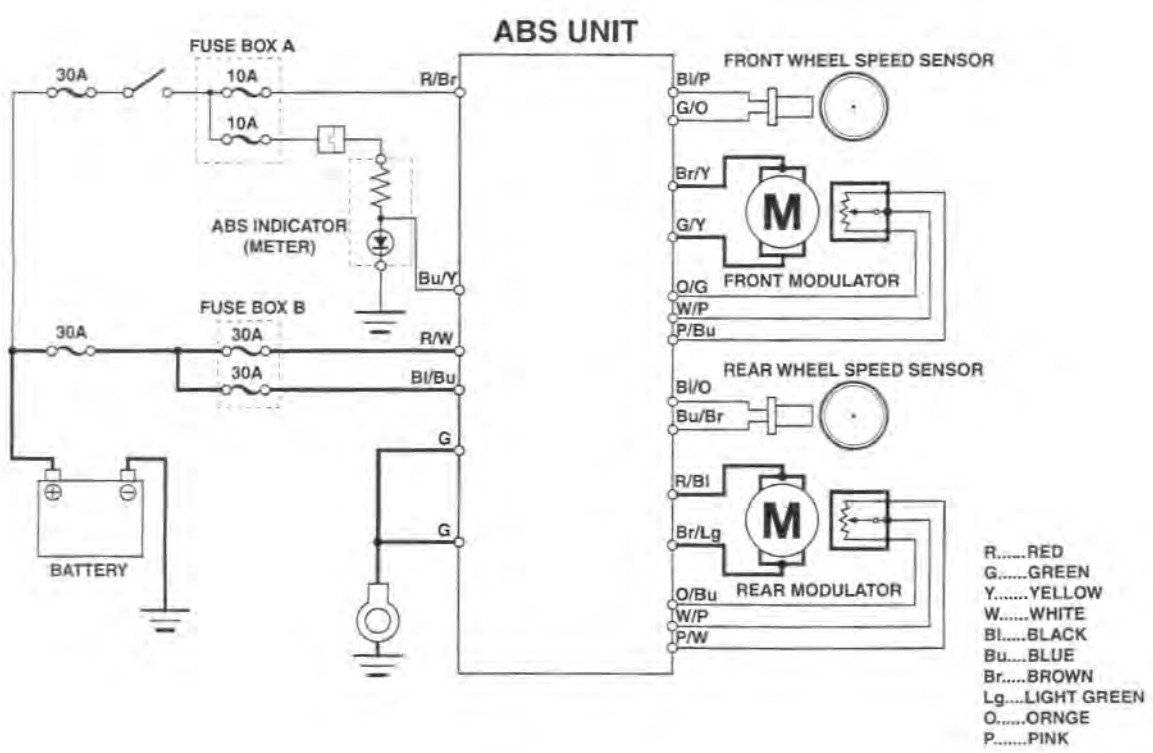 ABS UNIT
FUSE BOX A
30A
10A
10A
R/Br
ABS INDICATOR
(METER)
Bu/Y
FUSE BOX B
30A
30A
30A
R/W
Bl/Bu
G
G
BATTERY
Bl/P
G/O
FRONT WHEEL SPEED SENSOR
Br/Y
G/Y
M
FRONT MODULATOR
O/G
W/P
P/Bu
REAR WHEEL SPEED SENSOR
Bl/O
Bu/Br
R/Bl
Br/Lg
M
REAR MODULATOR
O/Bu
W/P
P/W
R......RED
G......GREEN
Y.......YELLOW
W......WHITE
Bl.....BLACK
Bu....BLUE
Br.....BROWN
Lg....LIGHT GREEN
O......ORNGE
P.......PINK